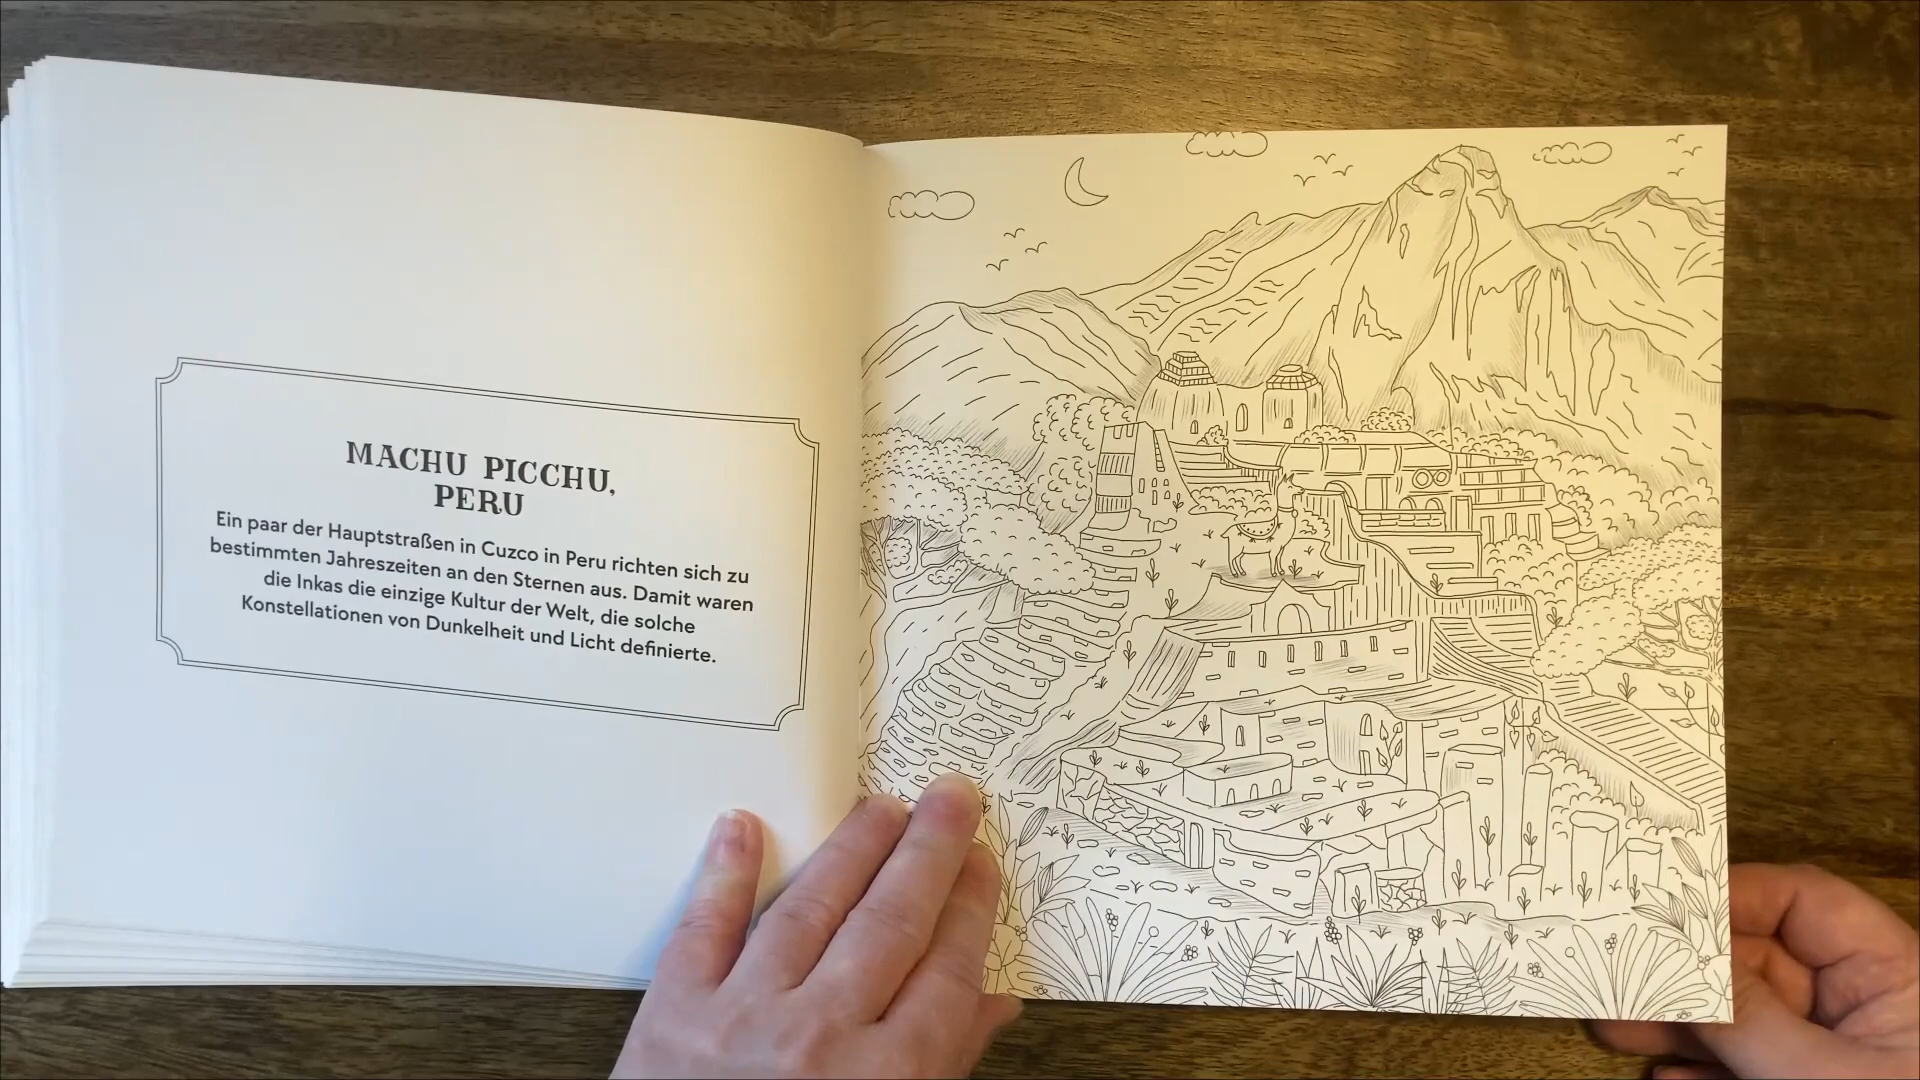 MACHU PICCHU,
PERU
Ein paar der Hauptstraßen in Cuzco in Peru richten sich zu
bestimmten Jahreszeiten an den Sternen aus. Damit waren
die Inkas die einzige Kultur der Welt, die solche
Konstellationen von Dunkelheit und Licht definierte.